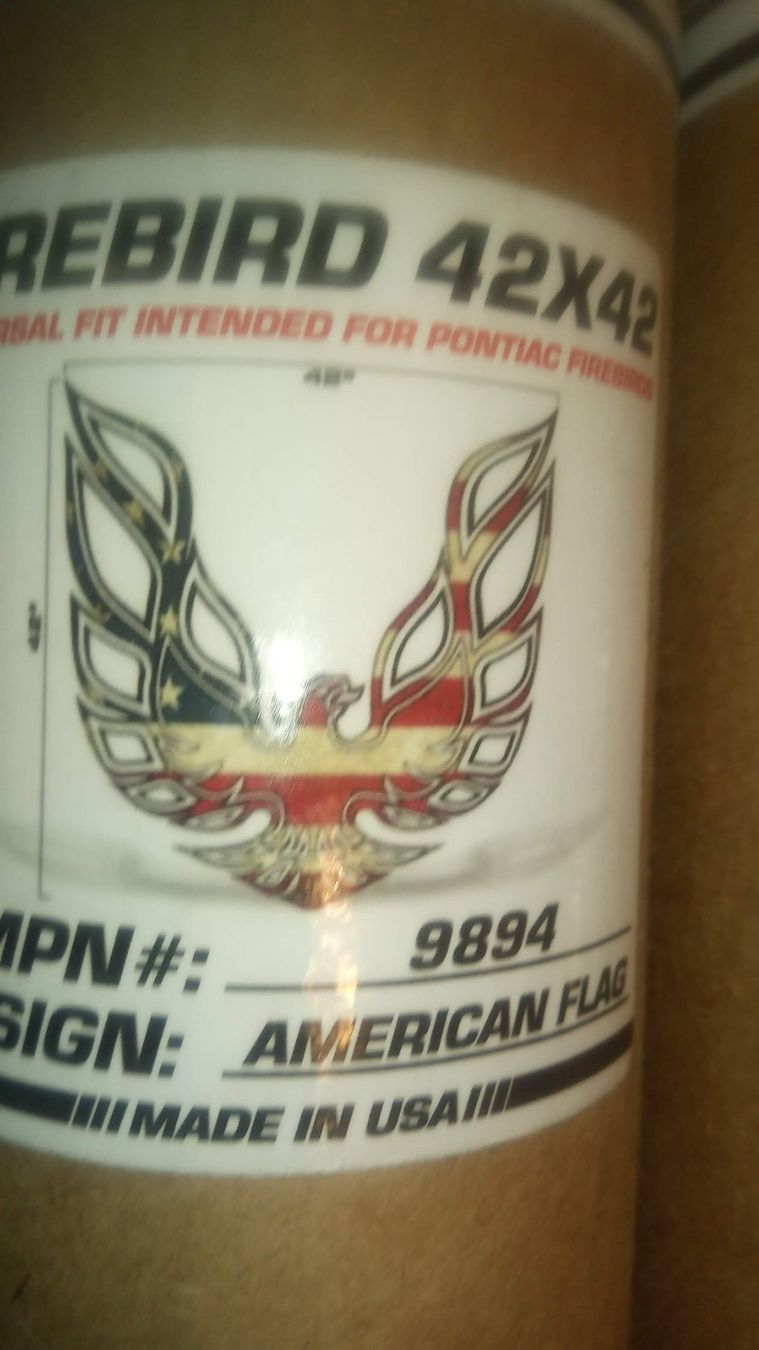 REBIRD 42X42
RSAL FIT INTENDED FOR PONTIAC FIREBIRDS
42"
42"
MPN#: 9894
SIGN: AMERICAN FLAG
MADE IN USA